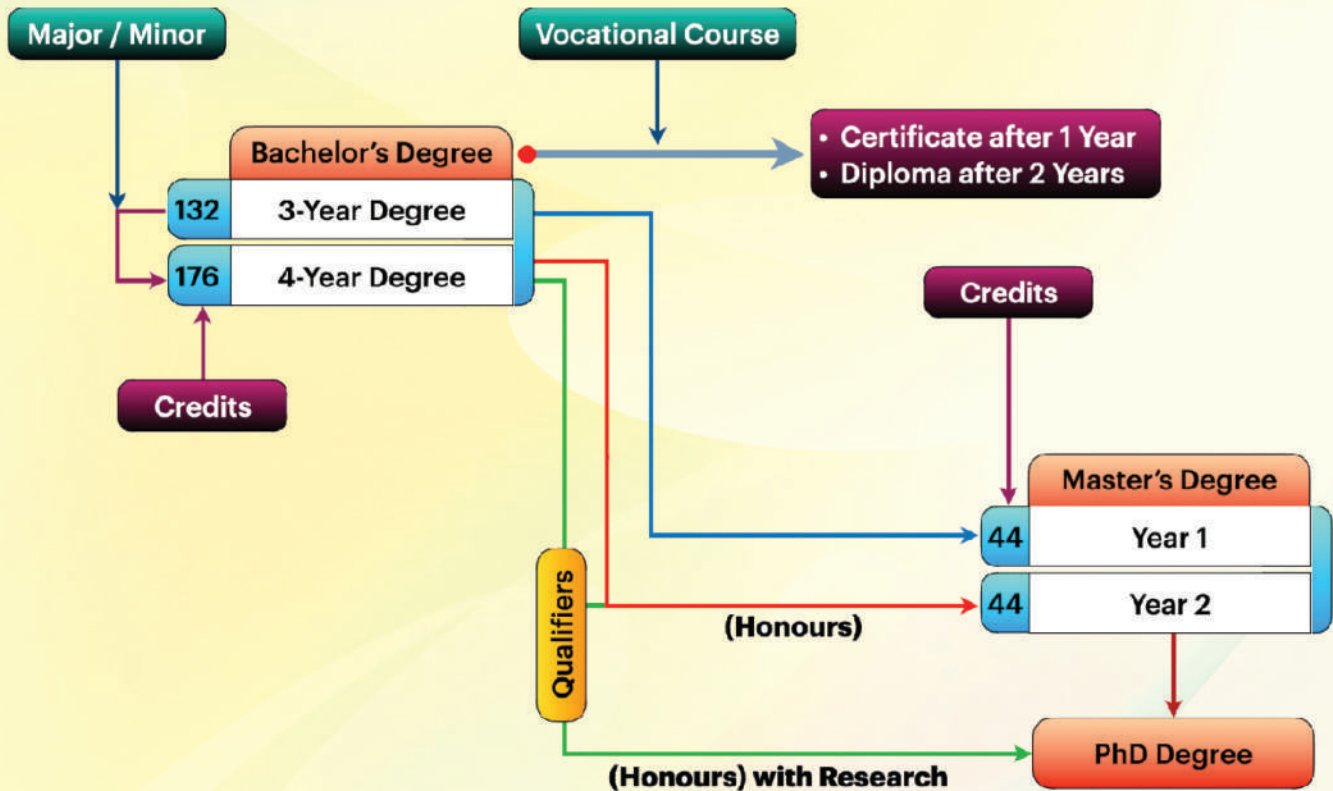 Major / Minor
Vocational Course
• Certificate after 1 Year
• Diploma after 2 Years
Bachelor's Degree
132
3-Year Degree
176
4-Year Degree
Credits
Credits
Master's Degree
44
Year 1
44
Year 2
Qualifiers
(Honours)
PhD Degree
(Honours) with Research